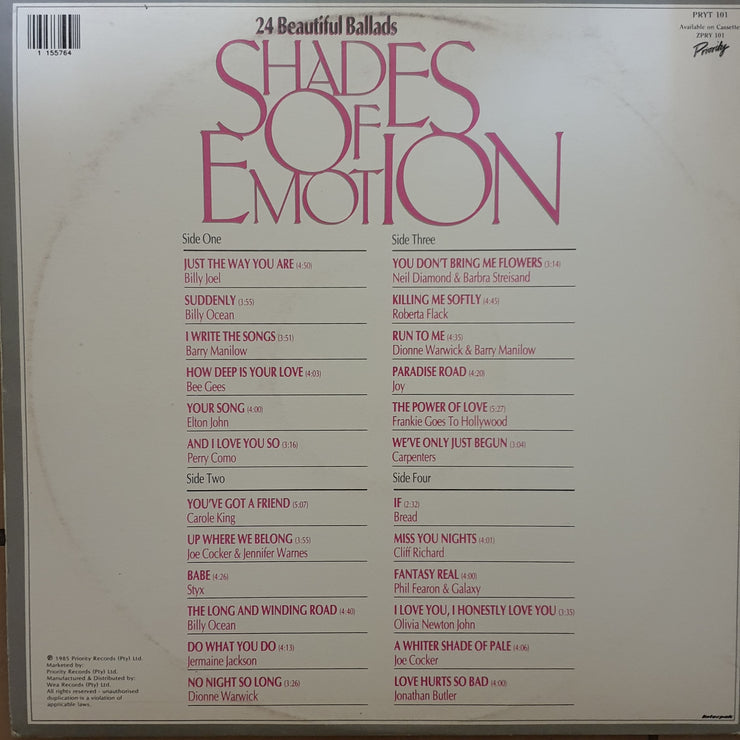 1 155764
24 Beautiful Ballads
PRYT 101
Available on Cassette
ZPRY 101
Priority
SHADES
OF
EMOTION
Side One
JUST THE WAY YOU ARE (4:50)
Billy Joel
SUDDENLY (3:55)
Billy Ocean
I WRITE THE SONGS (3:51)
Barry Manilow
HOW DEEP IS YOUR LOVE (4:03)
Bee Gees
YOUR SONG (4:00)
Elton John
AND I LOVE YOU SO (3:16)
Perry Como
Side Two
YOU'VE GOT A FRIEND (5:07)
Carole King
UP WHERE WE BELONG (3:55)
Joe Cocker & Jennifer Warnes
BABE (4:26)
Styx
THE LONG AND WINDING ROAD (4:40)
Billy Ocean
DO WHAT YOU DO (4:13)
Jermaine Jackson
NO NIGHT SO LONG (3:26)
Dionne Warwick
Side Three
YOU DON'T BRING ME FLOWERS (3:14)
Neil Diamond & Barbra Streisand
KILLING ME SOFTLY (4:45)
Roberta Flack
RUN TO ME (4:35)
Dionne Warwick & Barry Manilow
PARADISE ROAD (4:20)
Joy
THE POWER OF LOVE (5:27)
Frankie Goes To Hollywood
WE'VE ONLY JUST BEGUN (3:04)
Carpenters
Side Four
IF (2:32)
Bread
MISS YOU NIGHTS (4:01)
Cliff Richard
FANTASY REAL (4:00)
Phil Fearon & Galaxy
I LOVE YOU, I HONESTLY LOVE YOU (3:35)
Olivia Newton John
A WHITER SHADE OF PALE (4:06)
Joe Cocker
LOVE HURTS SO BAD (4:00)
Jonathan Butler
℗ 1985 Priority Records (Pty) Ltd.
Marketed by:
Priority Records (Pty) Ltd.
Manufactured & Distributed by:
Wea Records (Pty) Ltd.
All rights reserved - unauthorised
duplication is a violation of
applicable laws.
Interpak